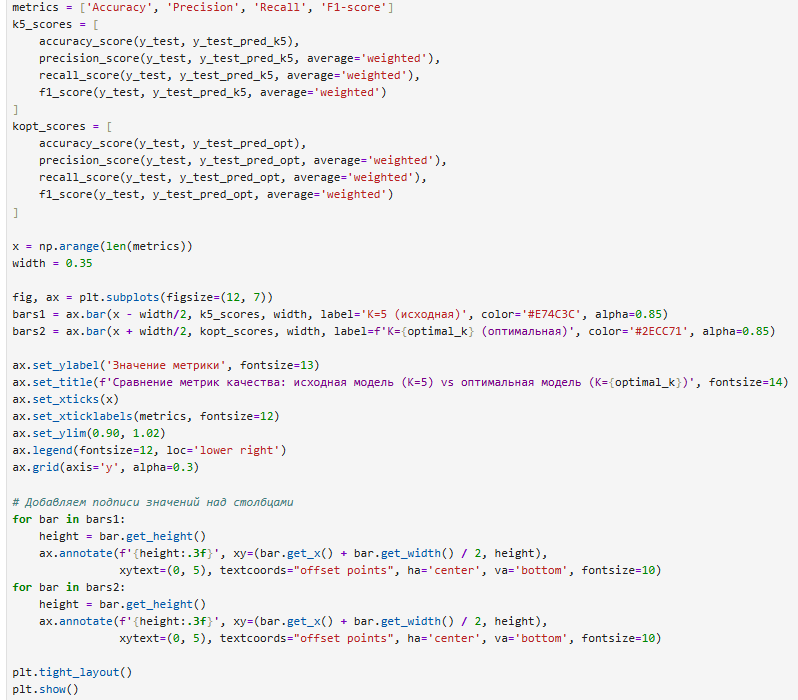 metrics = ['Accuracy', 'Precision', 'Recall', 'F1-score']
k5_scores = [
    accuracy_score(y_test, y_test_pred_k5),
    precision_score(y_test, y_test_pred_k5, average='weighted'),
    recall_score(y_test, y_test_pred_k5, average='weighted'),
    f1_score(y_test, y_test_pred_k5, average='weighted')
]
kopt_scores = [
    accuracy_score(y_test, y_test_pred_opt),
    precision_score(y_test, y_test_pred_opt, average='weighted'),
    recall_score(y_test, y_test_pred_opt, average='weighted'),
    f1_score(y_test, y_test_pred_opt, average='weighted')
]

x = np.arange(len(metrics))
width = 0.35

fig, ax = plt.subplots(figsize=(12, 7))
bars1 = ax.bar(x - width/2, k5_scores, width, label='K=5 (исходная)', color='#E74C3C', alpha=0.85)
bars2 = ax.bar(x + width/2, kopt_scores, width, label=f'K={optimal_k} (оптимальная)', color='#2ECC71', alpha=0.85)

ax.set_ylabel('Значение метрики', fontsize=13)
ax.set_title(f'Сравнение метрик качества: исходная модель (K=5) vs оптимальная модель (K={optimal_k})', fontsize=14)
ax.set_xticks(x)
ax.set_xticklabels(metrics, fontsize=12)
ax.set_ylim(0.90, 1.02)
ax.legend(fontsize=12, loc='lower right')
ax.grid(axis='y', alpha=0.3)

# Добавляем подписи значений над столбцами
for bar in bars1:
    height = bar.get_height()
    ax.annotate(f'{height:.3f}', xy=(bar.get_x() + bar.get_width() / 2, height),
                xytext=(0, 5), textcoords="offset points", ha='center', va='bottom', fontsize=10)
for bar in bars2:
    height = bar.get_height()
    ax.annotate(f'{height:.3f}', xy=(bar.get_x() + bar.get_width() / 2, height),
                xytext=(0, 5), textcoords="offset points", ha='center', va='bottom', fontsize=10)

plt.tight_layout()
plt.show()